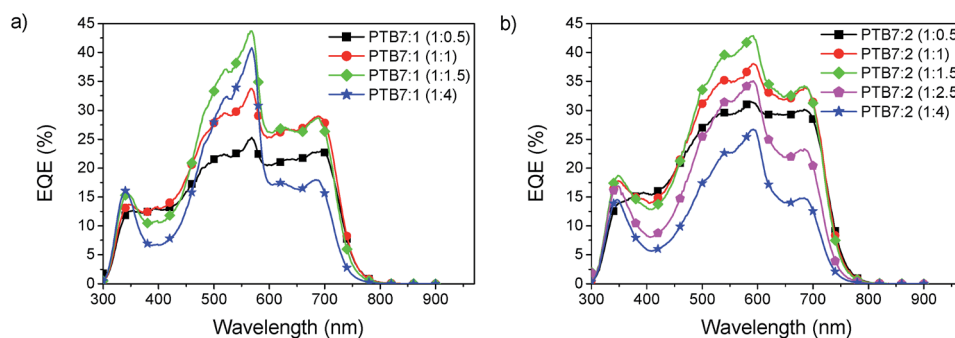 a)
EQE (%)
45
40
35
30
25
20
15
10
5
0
300 400 500 600 700 800 900
Wavelength (nm)
PTB7:1 (1:0.5)
PTB7:1 (1:1)
PTB7:1 (1:1.5)
PTB7:1 (1:4)
b)
EQE (%)
45
40
35
30
25
20
15
10
5
0
300 400 500 600 700 800 900
Wavelength (nm)
PTB7:2 (1:0.5)
PTB7:2 (1:1)
PTB7:2 (1:1.5)
PTB7:2 (1:2.5)
PTB7:2 (1:4)